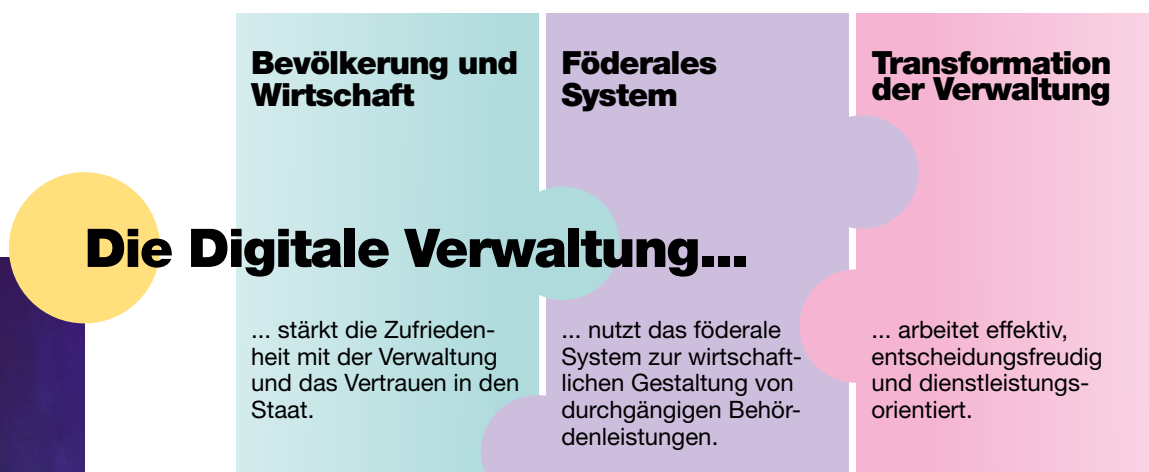 Bevölkerung und
Wirtschaft
Föderales
System
Transformation
der Verwaltung
Die Digitale Verwaltung...
... stärkt die Zufrieden-
heit mit der Verwaltung
und das Vertrauen in den
Staat.
... nutzt das föderale
System zur wirtschaft-
lichen Gestaltung von
durchgängigen Behör-
denleistungen.
... arbeitet effektiv,
entscheidungsfreudig
und dienstleistungs-
orientiert.